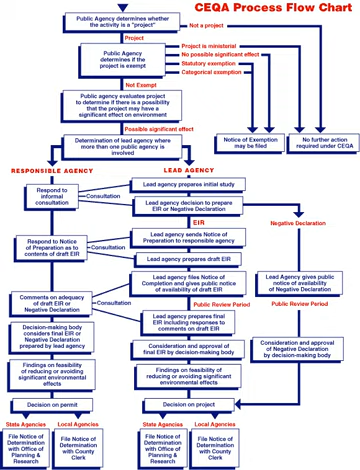 CEQA Process Flow Chart
Public Agency determines whether
the activity is a "project"
Not a project
Project
Public Agency
determines if the
project is exempt
Project is ministerial
No possible significant effect
Statutory exemption
Categorical exemption
Not Exempt
Public agency evaluates project
to determine if there is a possibility
that the project may have a
significant effect on environment
Possible significant effect
Notice of Exemption
may be filed
No further action
required under CEQA
Determination of lead agency where
more than one public agency is
involved
RESPONSIBLE AGENCY
LEAD AGENCY
Respond to
informal
consultation
Consultation
Lead agency prepares initial study
Lead agency decision to prepare
EIR or Negative Declaration
EIR
Negative Declaration
Respond to Notice
of Preparation as to
contents of draft EIR
Consultation
Lead agency sends Notice of
Preparation to responsible agency
Lead agency prepares draft EIR
Lead agency files Notice of
Completion and gives public notice
of availability of draft EIR
Lead Agency gives public
notice of availability
of Negative Declaration
Comments on adequacy
of draft EIR or
Negative Declaration
Consultation
Public Review Period
Public Review Period
Lead agency prepares final
EIR including responses to
comments on draft EIR
Decision-making body
considers final EIR or
Negative Declaration
prepared by lead agency
Consideration and approval of
final EIR by decision-making body
Consideration and approval
of Negative Declaration
by decision-making body
Findings on feasibility
of reducing or avoiding
significant environmental
effects
Findings on feasibility of
reducing or avoiding significant
environmental effects
Decision on permit
Decision on project
State Agencies
Local Agencies
State Agencies
Local Agencies
File Notice of
Determination
with Office of
Planning &
Research
File Notice of
Determination
with County
Clerk
File Notice of
Determination
with Office of
Planning &
Research
File Notice of
Determination
with County
Clerk